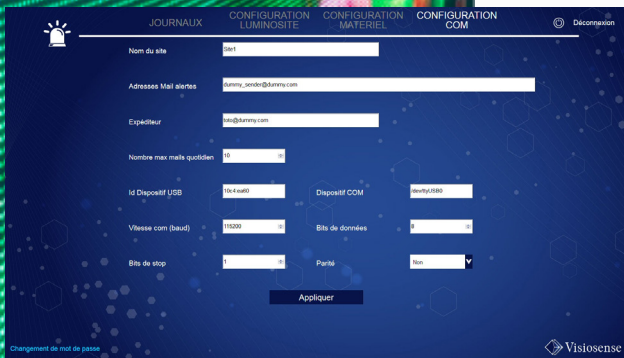 JOURNAUX
CONFIGURATION LUMINOSITE
CONFIGURATION MATERIEL
CONFIGURATION COM
Déconnexion
Nom du site Site1
Adresses Mail alertes dummy_sender@dummy.com
Expéditeur toto@dummy.com
Nombre max mails quotidien 10
Id Dispositif USB 10c4:ea60 Dispositif COM /dev/ttyUSB0
Vitesse com (baud) 115200 Bits de données 8
Bits de stop 1 Parité Non
Appliquer
Changement de mot de passe
Visiosense